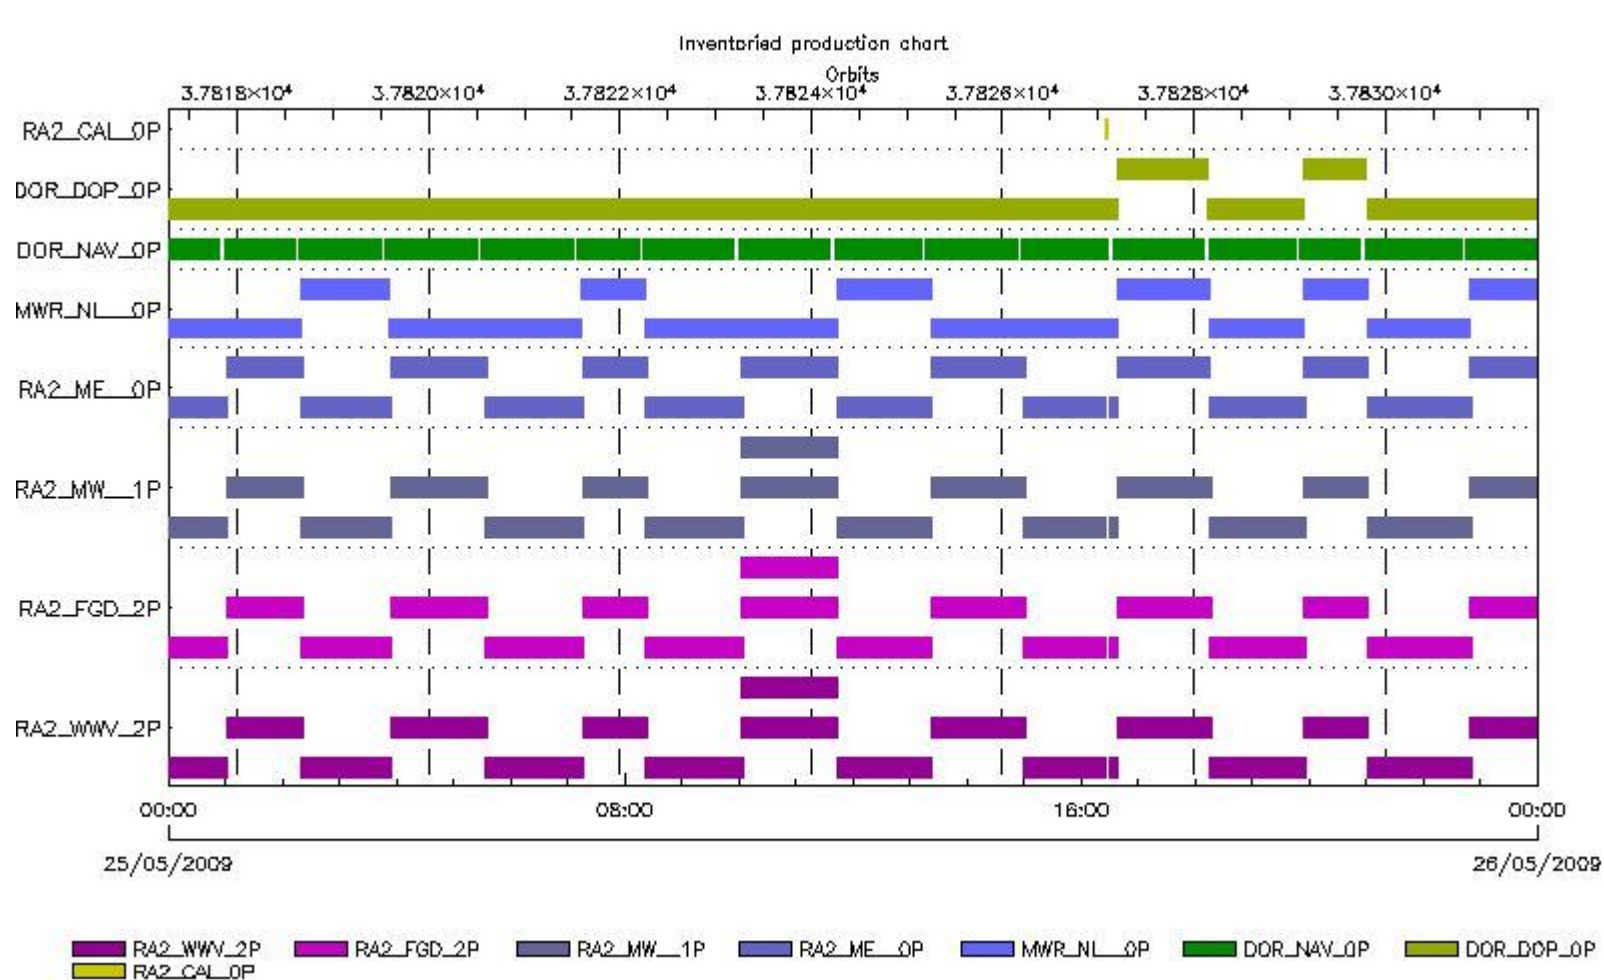 Inventoried production chart
Orbits
3.7818×10⁴ 3.7820×10⁴ 3.7822×10⁴ 3.7824×10⁴ 3.7826×10⁴ 3.7828×10⁴ 3.7830×10⁴
RA2_CAL_0P
DOR_DOP_0P
DOR_NAV_0P
MWR_NL__0P
RA2_ME__0P
RA2_MW__1P
RA2_FGD_2P
RA2_WWV_2P
00:00 08:00 16:00 00:00
25/05/2009 26/05/2009
RA2_WWV_2P RA2_FGD_2P RA2_MW__1P RA2_ME__0P MWR_NL__0P DOR_NAV_0P DOR_DOP_0P
RA2_CAL_0P